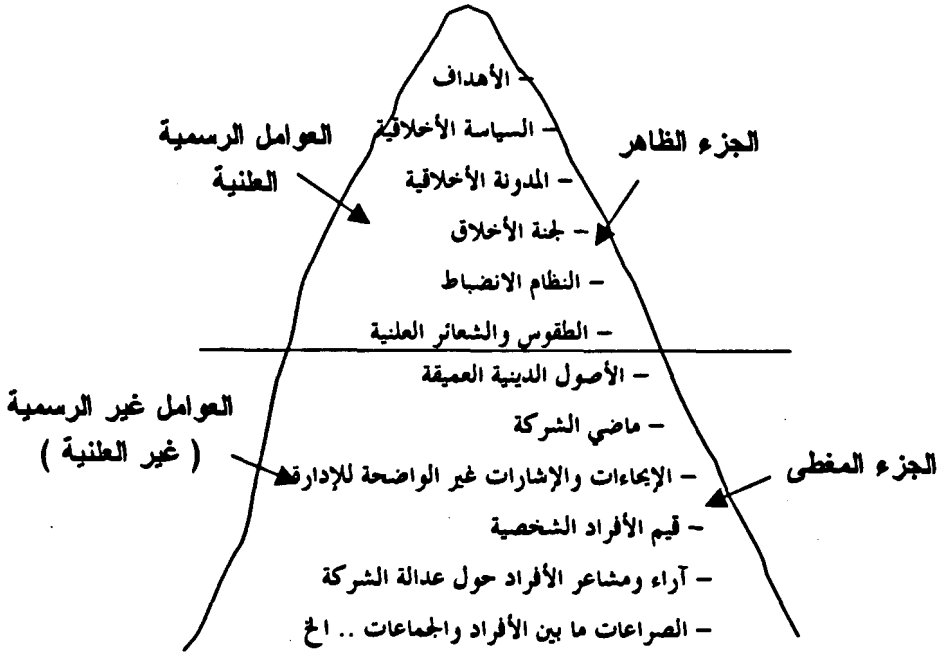 – الأهداف
– السياسة الأخلاقية
العوامل الرسمية
العلنية
الجزء الظاهر
– المدونة الأخلاقية
– لجنة الأخلاق
– النظام الانضباط
– الطقوس والشعائر العلنية
– الأصول الدينية العميقة
العوامل غير الرسمية
( غير العلنية )
– ماضي الشركة
الجزء المغطى
– الإيحاءات والإشارات غير الواضحة للإدارة
– قيم الأفراد الشخصية
– آراء ومشاعر الأفراد حول عدالة الشركة
– الصراعات ما بين الأفراد والجماعات .. الخ